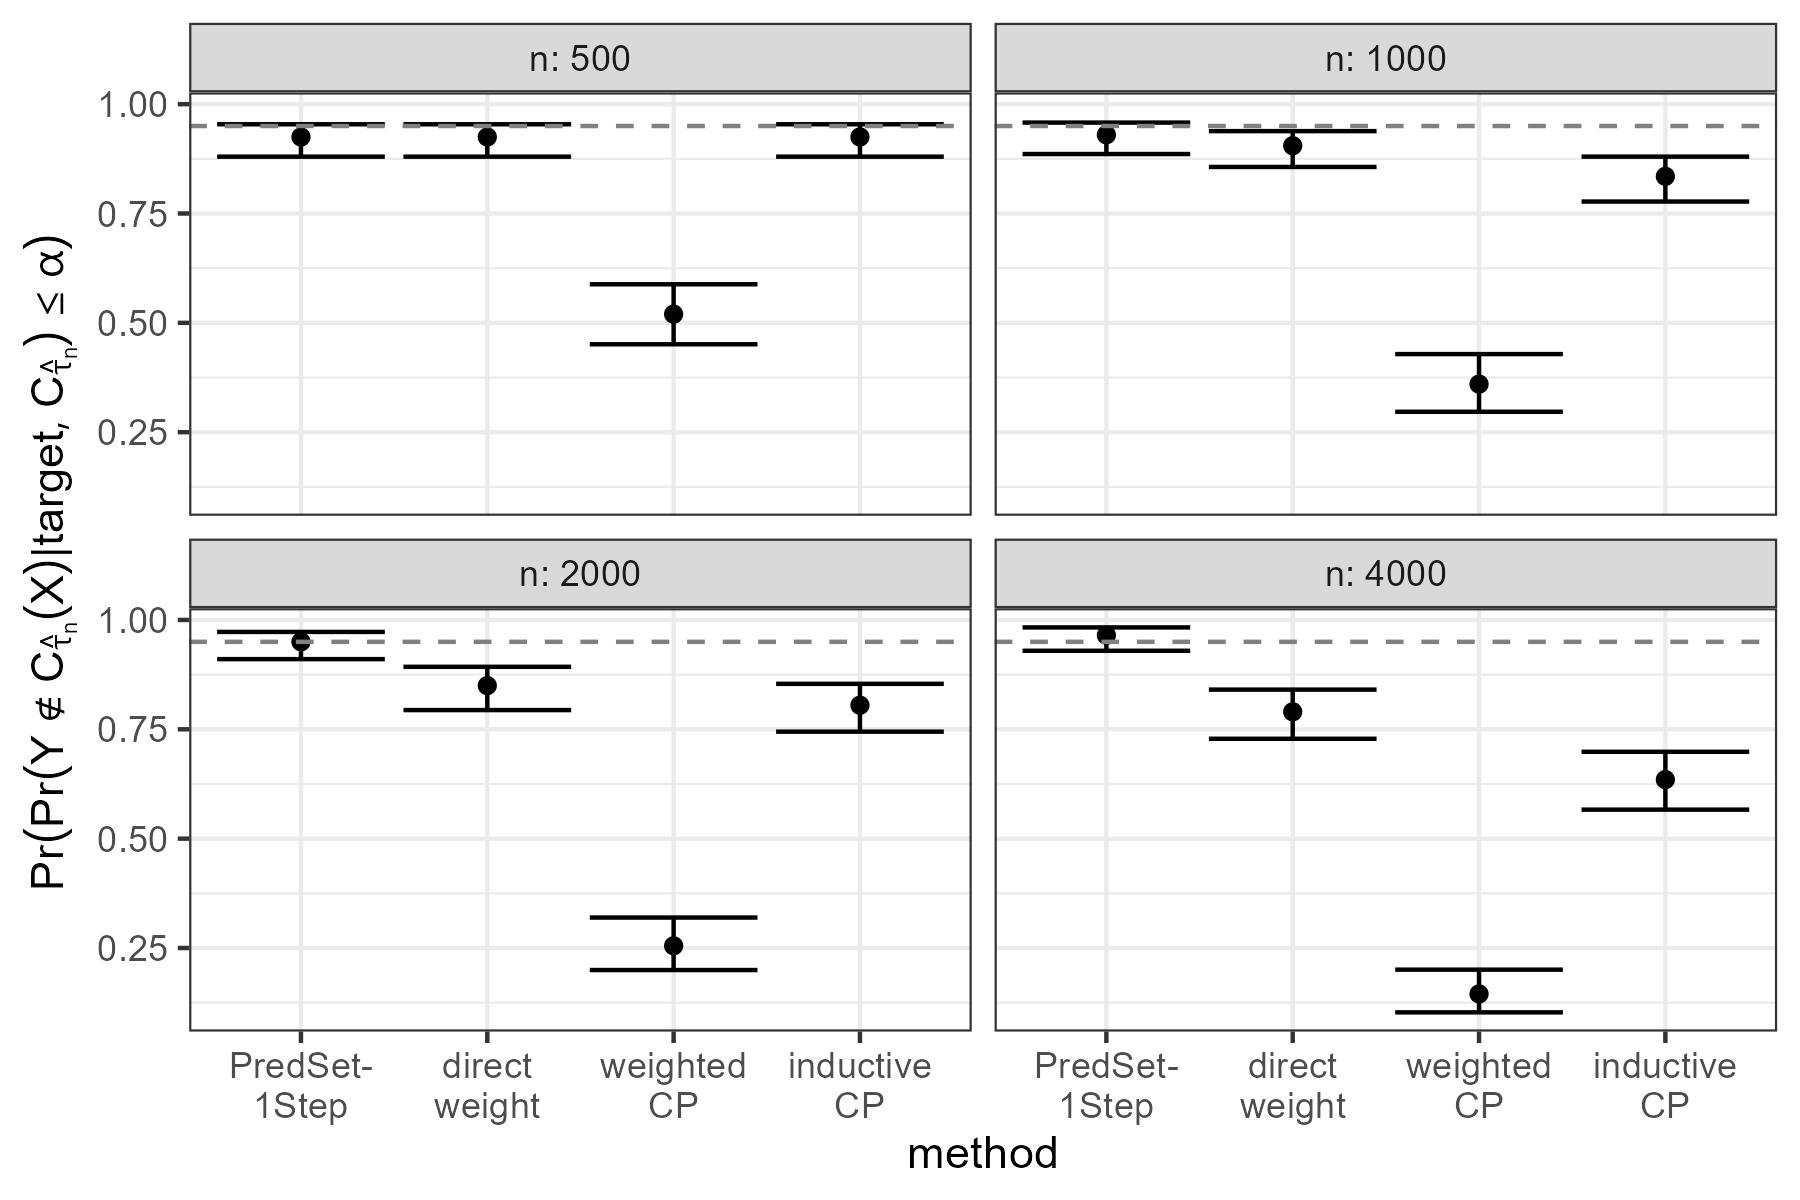 n: 500
n: 1000
1.00
0.75
0.50
0.25
n: 2000
n: 4000
1.00
0.75
0.50
0.25
Pr(Pr(Y ∉ Cτ̂n(X)|target, Cτ̂n) ≤ α)
PredSet-
1Step
direct
weight
weighted
CP
inductive
CP
PredSet-
1Step
direct
weight
weighted
CP
inductive
CP
method